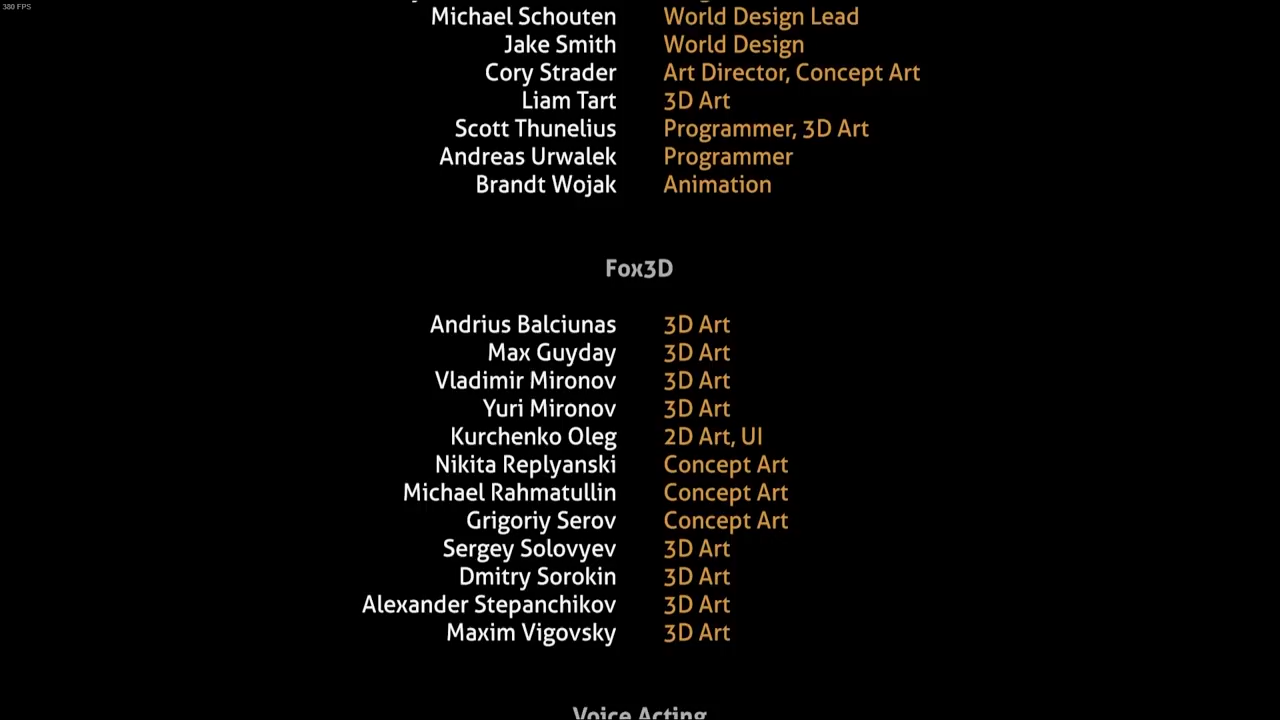 380 FPS
Michael Schouten World Design Lead
Jake Smith World Design
Cory Strader Art Director, Concept Art
Liam Tart 3D Art
Scott Thunelius Programmer, 3D Art
Andreas Urwalek Programmer
Brandt Wojak Animation
Fox3D
Andrius Balciunas 3D Art
Max Guyday 3D Art
Vladimir Mironov 3D Art
Yuri Mironov 3D Art
Kurchenko Oleg 2D Art, UI
Nikita Replyanski Concept Art
Michael Rahmatullin Concept Art
Grigoriy Serov Concept Art
Sergey Solovyev 3D Art
Dmitry Sorokin 3D Art
Alexander Stepanchikov 3D Art
Maxim Vigovsky 3D Art
Voice Acting